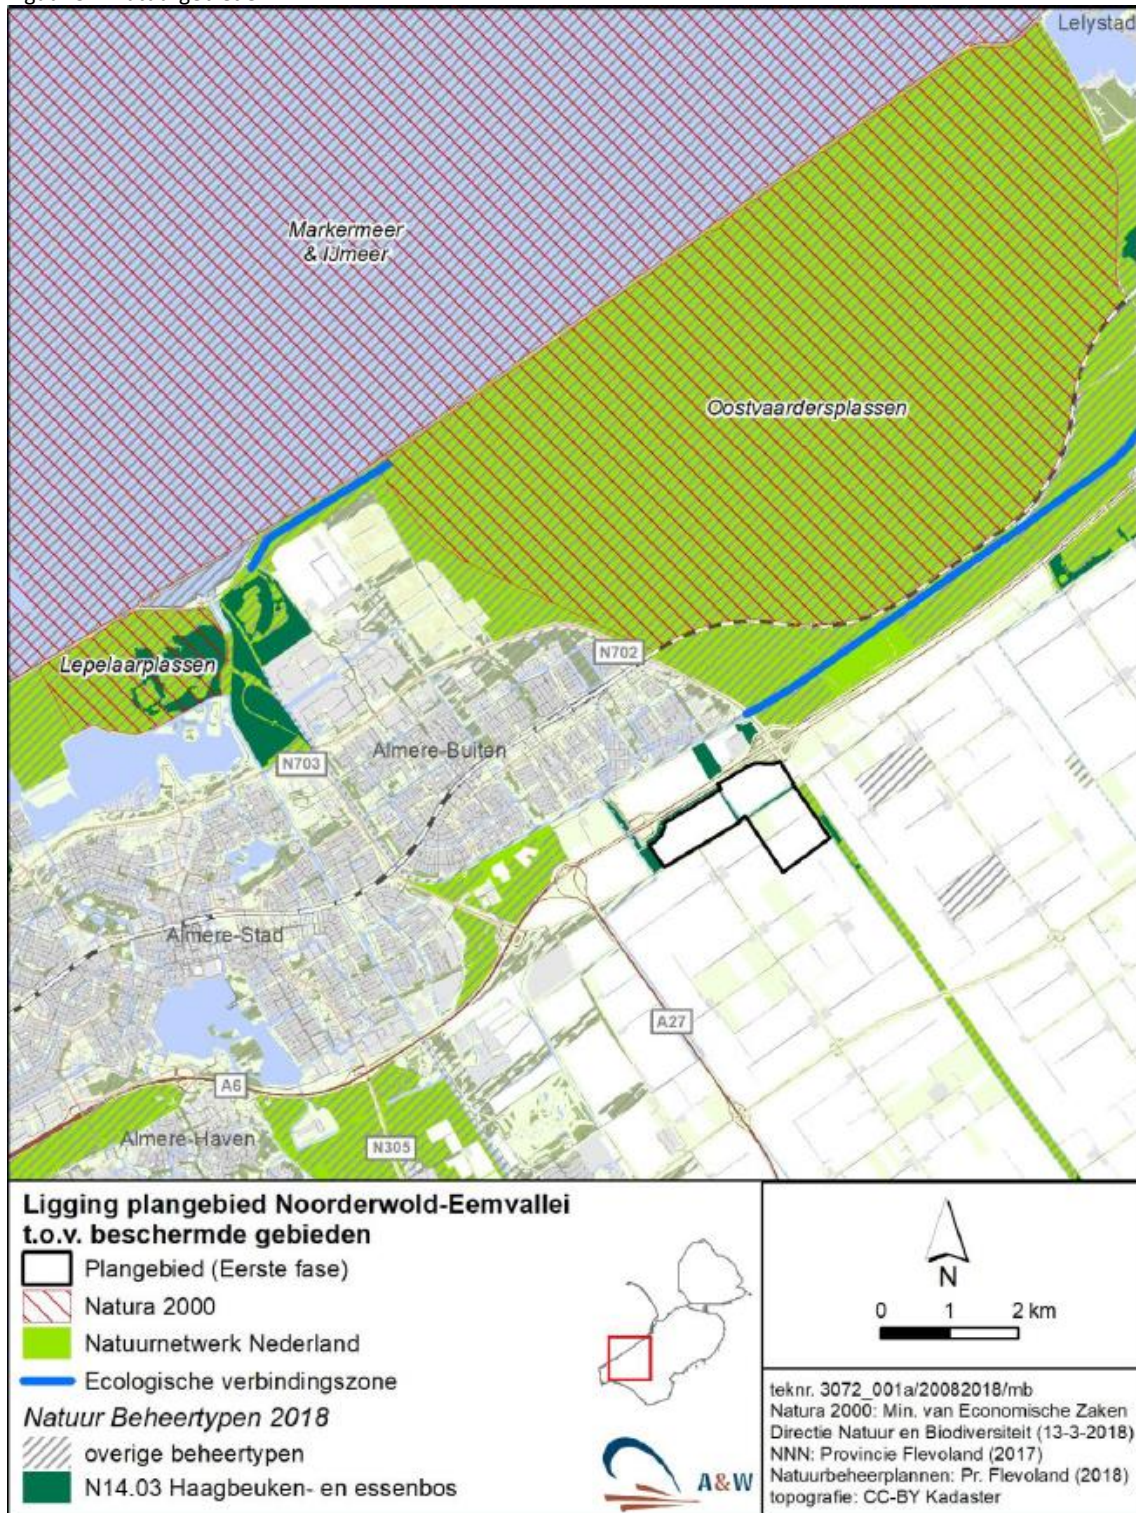 Lelystad
Markermeer
& IJmeer
Oostvaardersplassen
Lepelaarplassen
N702
Almere-Buiten
N703
Almere-Stad
A27
A6
Almere-Haven
N305
Ligging plangebied Noorderwold-Eemvallei
t.o.v. beschermde gebieden
Plangebied (Eerste fase)
Natura 2000
Natuurnetwerk Nederland
Ecologische verbindingszone
Natuur Beheertypen 2018
overige beheertypen
N14.03 Haagbeuken- en essenbos
A&W
N
0 1 2 km
teknr. 3072_001a/20082018/mb
Natura 2000: Min. van Economische Zaken
Directie Natuur en Biodiversiteit (13-3-2018)
NNN: Provincie Flevoland (2017)
Natuurbeheerplannen: Pr. Flevoland (2018)
topografie: CC-BY Kadaster